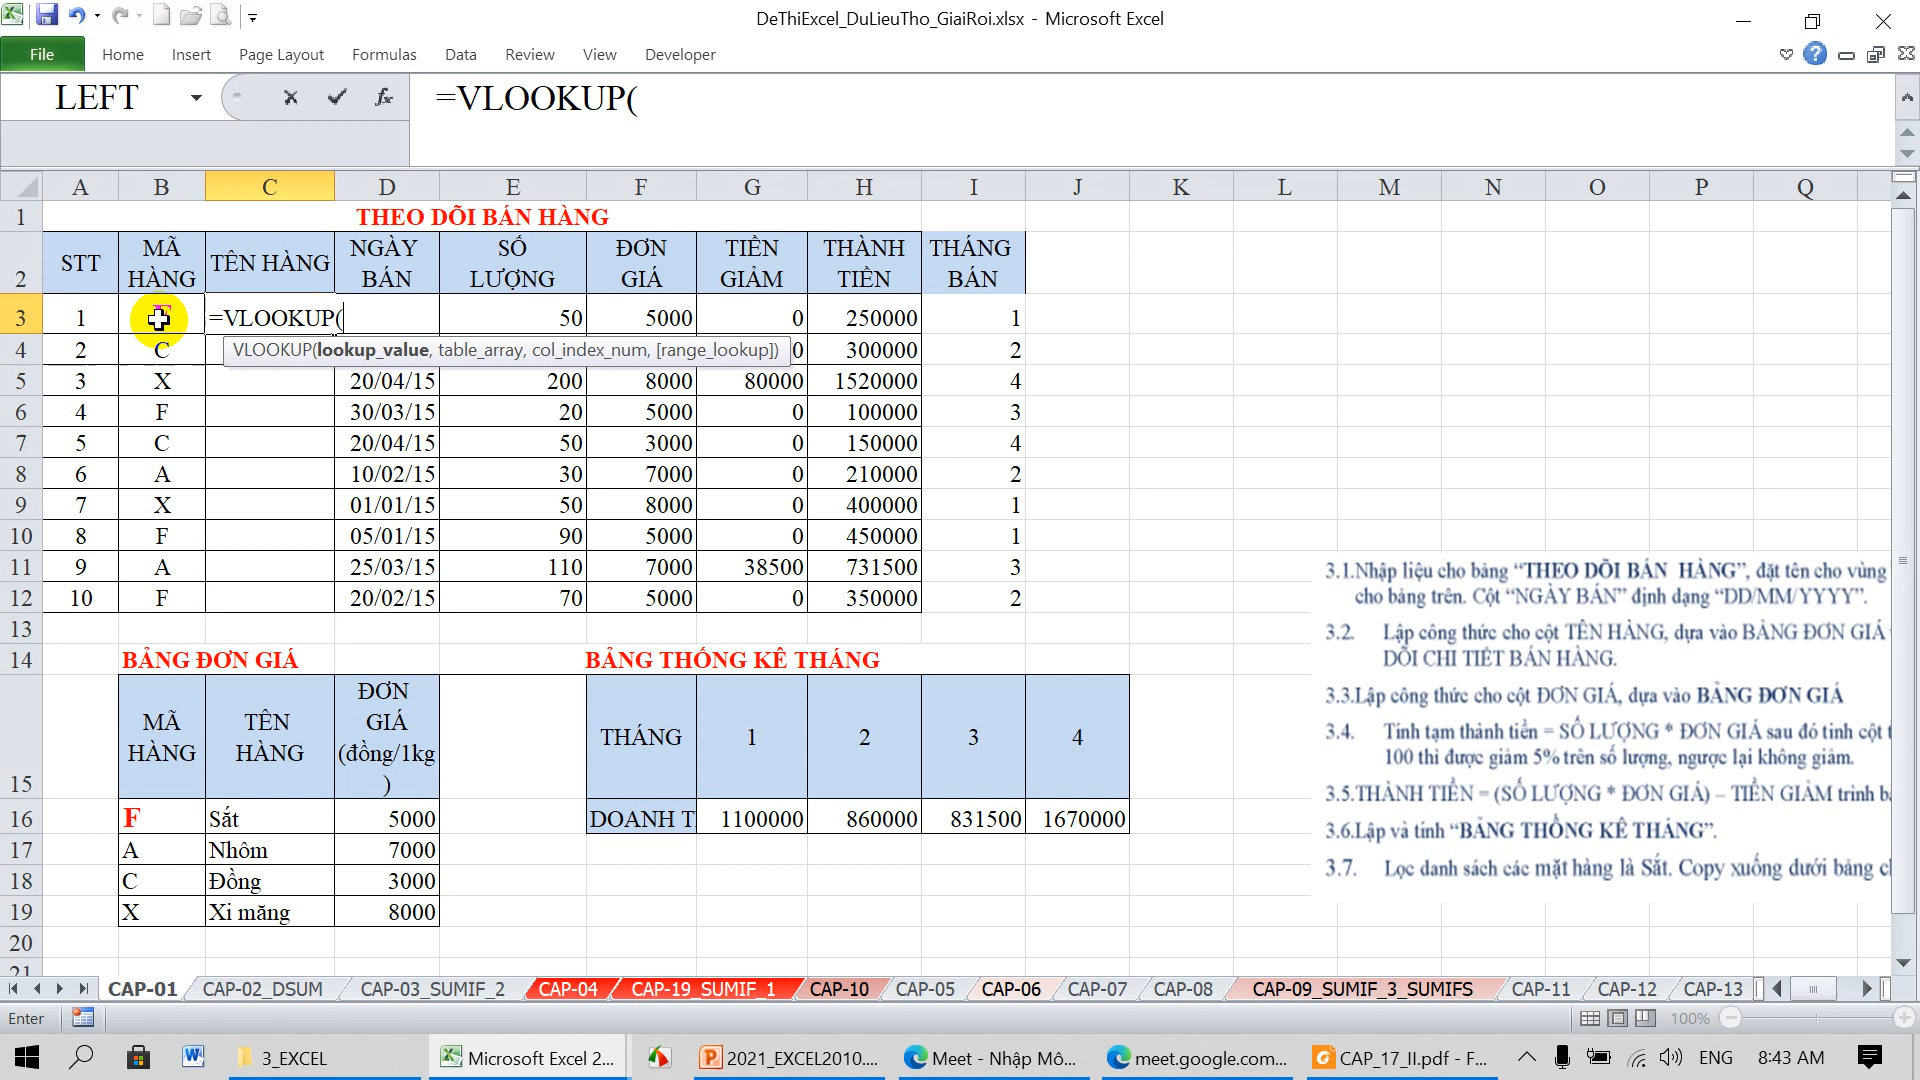 DeThiExcel_DuLieuTho_GiaiRoi.xlsx - Microsoft Excel
File Home Insert Page Layout Formulas Data Review View Developer
LEFT fx =VLOOKUP(
A B C D E F G H I J K L M N O P Q
1 THEO DÕI BÁN HÀNG
2 STT MÃ HÀNG TÊN HÀNG NGÀY BÁN SỐ LƯỢNG ĐƠN GIÁ TIỀN GIẢM THÀNH TIỀN THÁNG BÁN
3 1 F =VLOOKUP( 50 5000 0 250000 1
VLOOKUP(lookup_value, table_array, col_index_num, [range_lookup])
4 2 C 0 300000 2
5 3 X 20/04/15 200 8000 80000 1520000 4
6 4 F 30/03/15 20 5000 0 100000 3
7 5 C 20/04/15 50 3000 0 150000 4
8 6 A 10/02/15 30 7000 0 210000 2
9 7 X 01/01/15 50 8000 0 400000 1
10 8 F 05/01/15 90 5000 0 450000 1
11 9 A 25/03/15 110 7000 38500 731500 3
12 10 F 20/02/15 70 5000 0 350000 2
13
14 BẢNG ĐƠN GIÁ BẢNG THỐNG KÊ THÁNG
15 MÃ HÀNG TÊN HÀNG ĐƠN GIÁ (đồng/1kg) THÁNG 1 2 3 4
16 F Sắt 5000 DOANH T 1100000 860000 831500 1670000
17 A Nhôm 7000
18 C Đồng 3000
19 X Xi măng 8000
20
21
3.1.Nhập liệu cho bảng “THEO DÕI BÁN HÀNG”, đặt tên cho vùng
cho bảng trên. Cột “NGÀY BÁN” định dạng “DD/MM/YYYY”.
3.2. Lập công thức cho cột TÊN HÀNG, dựa vào BẢNG ĐƠN GIÁ
DÕI CHI TIẾT BÁN HÀNG.
3.3.Lập công thức cho cột ĐƠN GIÁ, dựa vào BẢNG ĐƠN GIÁ
3.4. Tính tạm thành tiền = SỐ LƯỢNG * ĐƠN GIÁ sau đó tính cột t
100 thì được giảm 5% trên số lượng, ngược lại không giảm.
3.5.THÀNH TIỀN = (SỐ LƯỢNG * ĐƠN GIÁ) – TIỀN GIẢM trình b
3.6.Lập và tính “BẢNG THỐNG KÊ THÁNG”.
3.7. Lọc danh sách các mặt hàng là Sắt. Copy xuống dưới bảng c
CAP-01 CAP-02_DSUM CAP-03_SUMIF_2 CAP-04 CAP-19_SUMIF_1 CAP-10 CAP-05 CAP-06 CAP-07 CAP-08 CAP-09_SUMIF_3_SUMIFS CAP-11 CAP-12 CAP-13
Enter 100%
3_EXCEL Microsoft Excel 2... 2021_EXCEL2010.... Meet - Nhập Mô... meet.google.com... CAP_17_II.pdf - F... ENG 8:43 AM